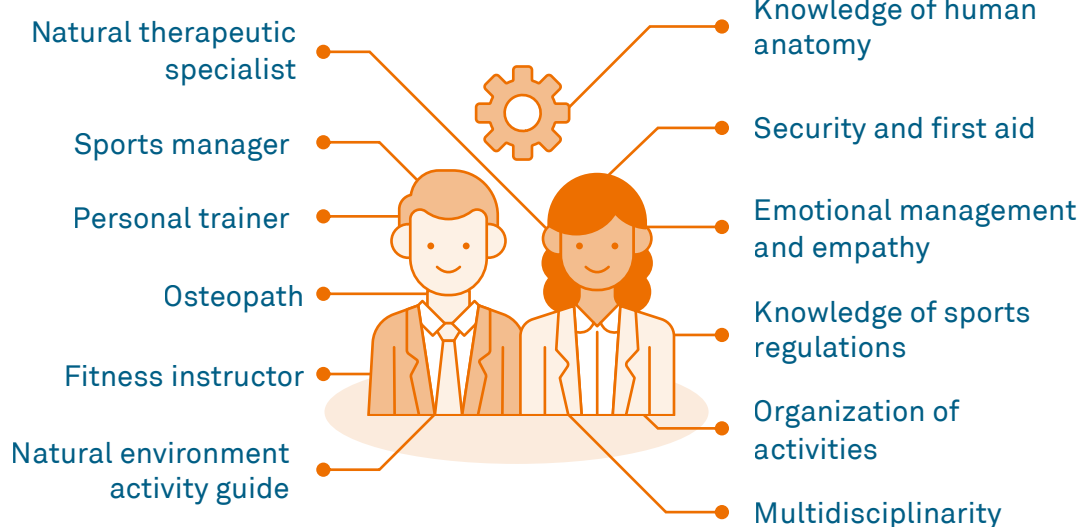 Natural therapeutic
specialist
Sports manager
Personal trainer
Osteopath
Fitness instructor
Natural environment
activity guide
Knowledge of human
anatomy
Security and first aid
Emotional management
and empathy
Knowledge of sports
regulations
Organization of
activities
Multidisciplinarity